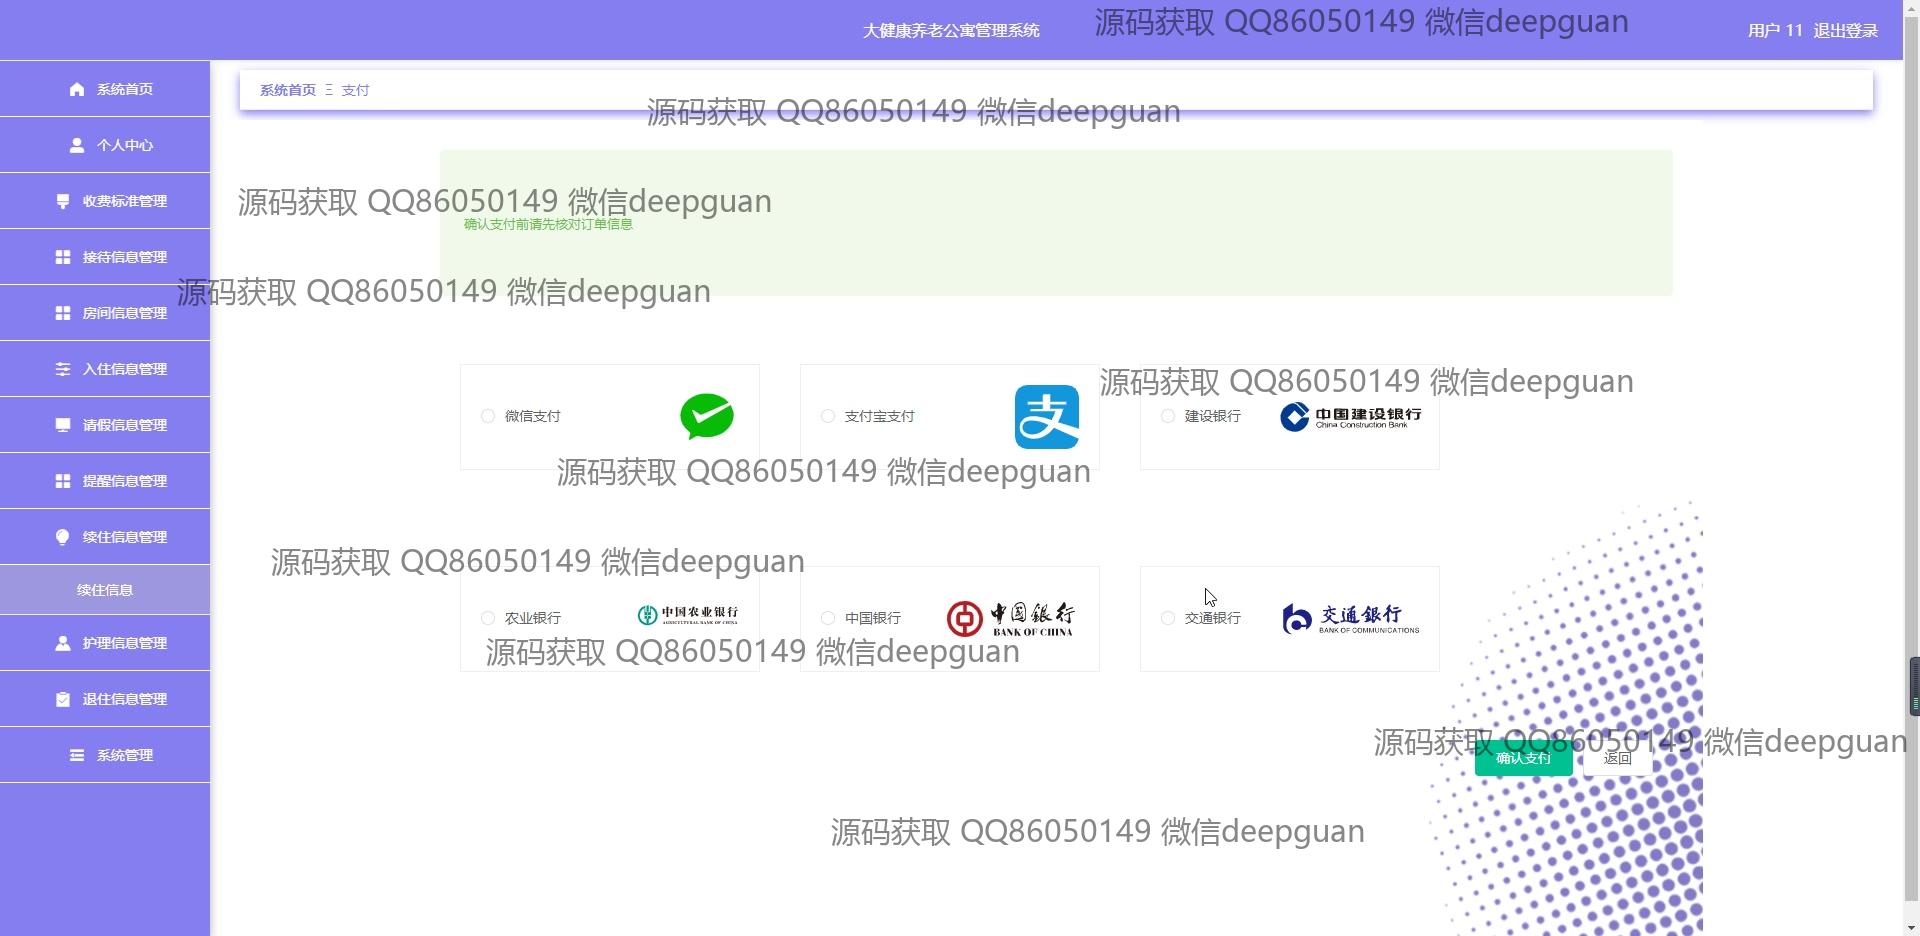 大健康养老公寓管理系统
源码获取 QQ86050149 微信deepguan
用户 11 退出登录
系统首页
个人中心
收费标准管理
接待信息管理
房间信息管理
入住信息管理
请假信息管理
提醒信息管理
续住信息管理
续住信息
护理信息管理
退住信息管理
系统管理
系统首页 Ξ 支付
源码获取 QQ86050149 微信deepguan
源码获取 QQ86050149 微信deepguan
确认支付前请先核对订单信息
源码获取 QQ86050149 微信deepguan
源码获取 QQ86050149 微信deepguan
微信支付
支付宝支付
支
建设银行
中国建设银行
China Construction Bank
源码获取 QQ86050149 微信deepguan
源码获取 QQ86050149 微信deepguan
农业银行
中国农业银行
AGRICULTURAL BANK OF CHINA
中国银行
中國銀行
BANK OF CHINA
交通银行
交通銀行
BANK OF COMMUNICATIONS
源码获取 QQ86050149 微信deepguan
源码获取 QQ86050149 微信deepguan
确认支付
返回
源码获取 QQ86050149 微信deepguan